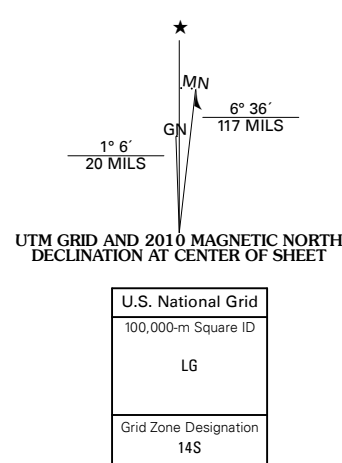 ★
MN
6° 36´
117 MILS
GN
1° 6´
20 MILS
UTM GRID AND 2010 MAGNETIC NORTH
DECLINATION AT CENTER OF SHEET
U.S. National Grid
100,000-m Square ID
LG
Grid Zone Designation
14S